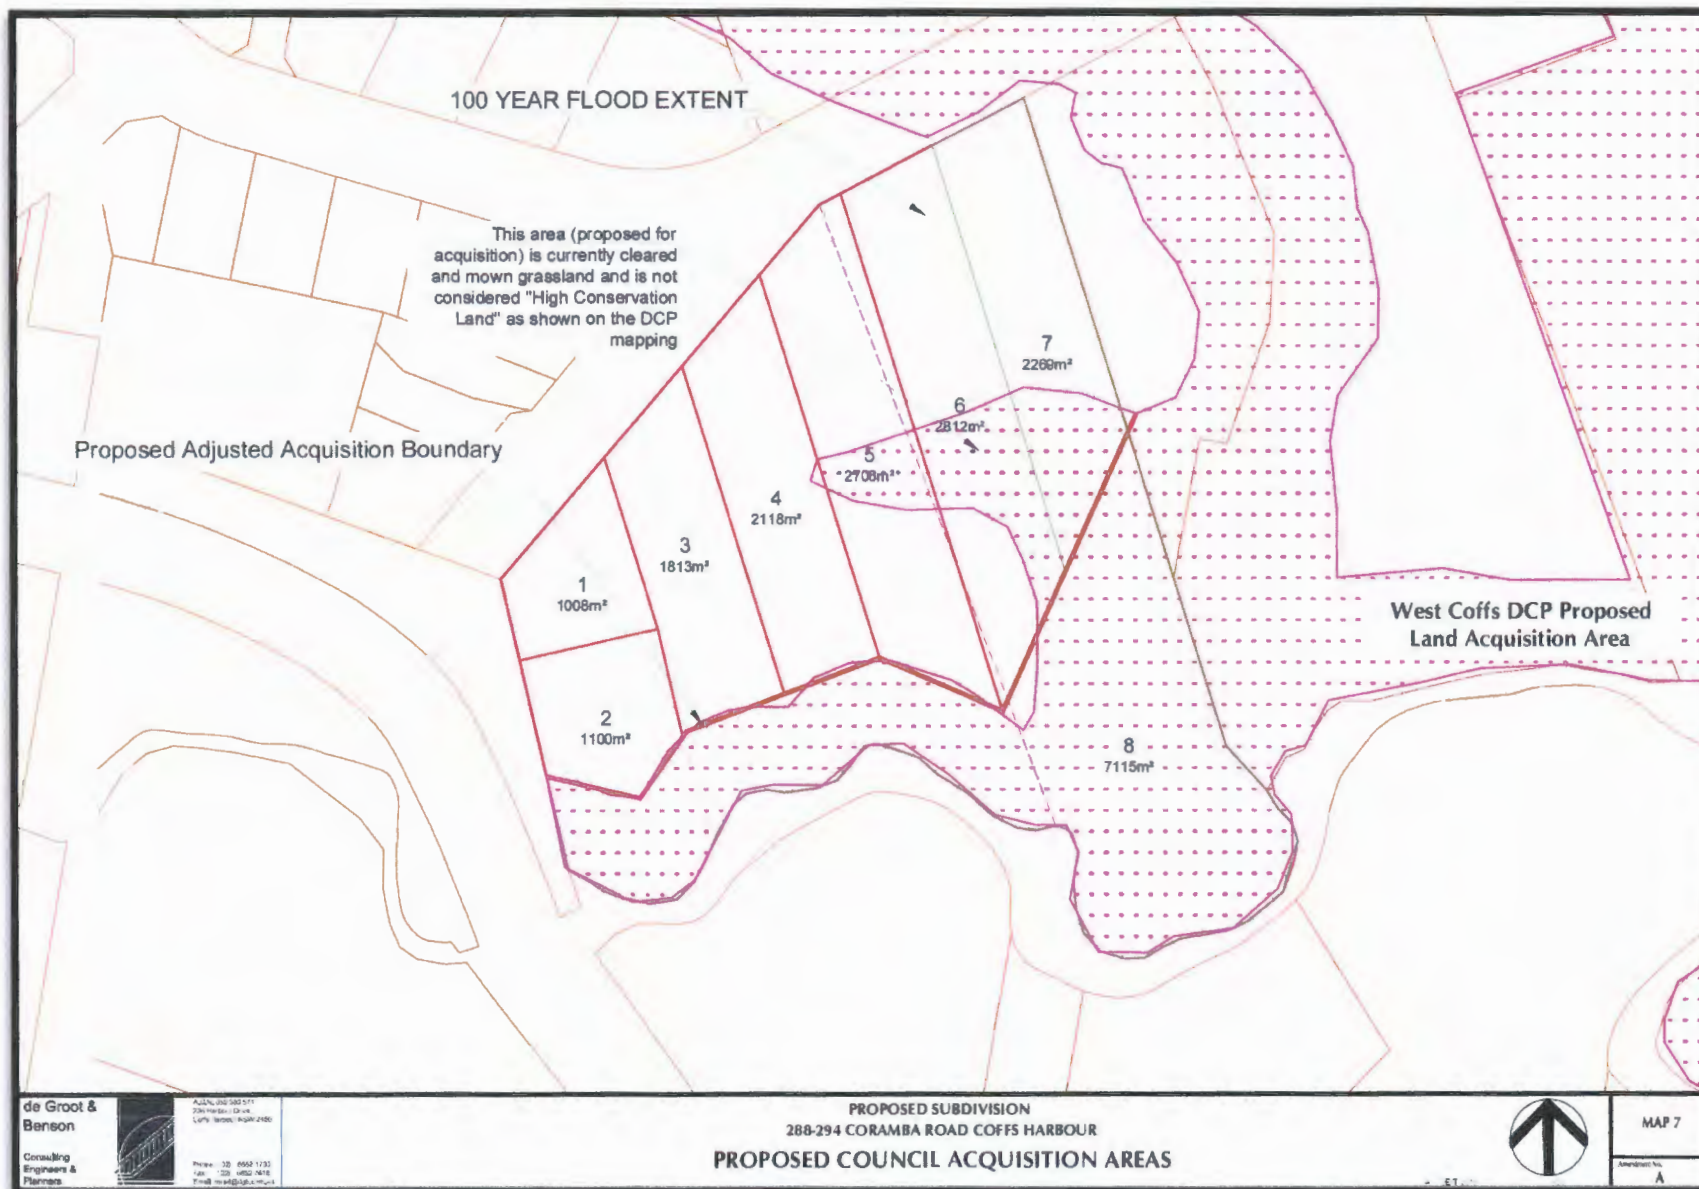 100 YEAR FLOOD EXTENT
This area (proposed for
acquisition) is currently cleared
and mown grassland and is not
considered "High Conservation
Land" as shown on the DCP
mapping
Proposed Adjusted Acquisition Boundary
7
2269m²
6
2812m²
5
2708m²
4
2118m²
3
1813m²
1
1008m²
2
1100m²
8
7115m²
West Coffs DCP Proposed
Land Acquisition Area
de Groot &
Benson
Consulting
Engineers &
Planners
PROPOSED SUBDIVISION
288-294 CORAMBA ROAD COFFS HARBOUR
PROPOSED COUNCIL ACQUISITION AREAS
MAP 7
Amendment No.
A